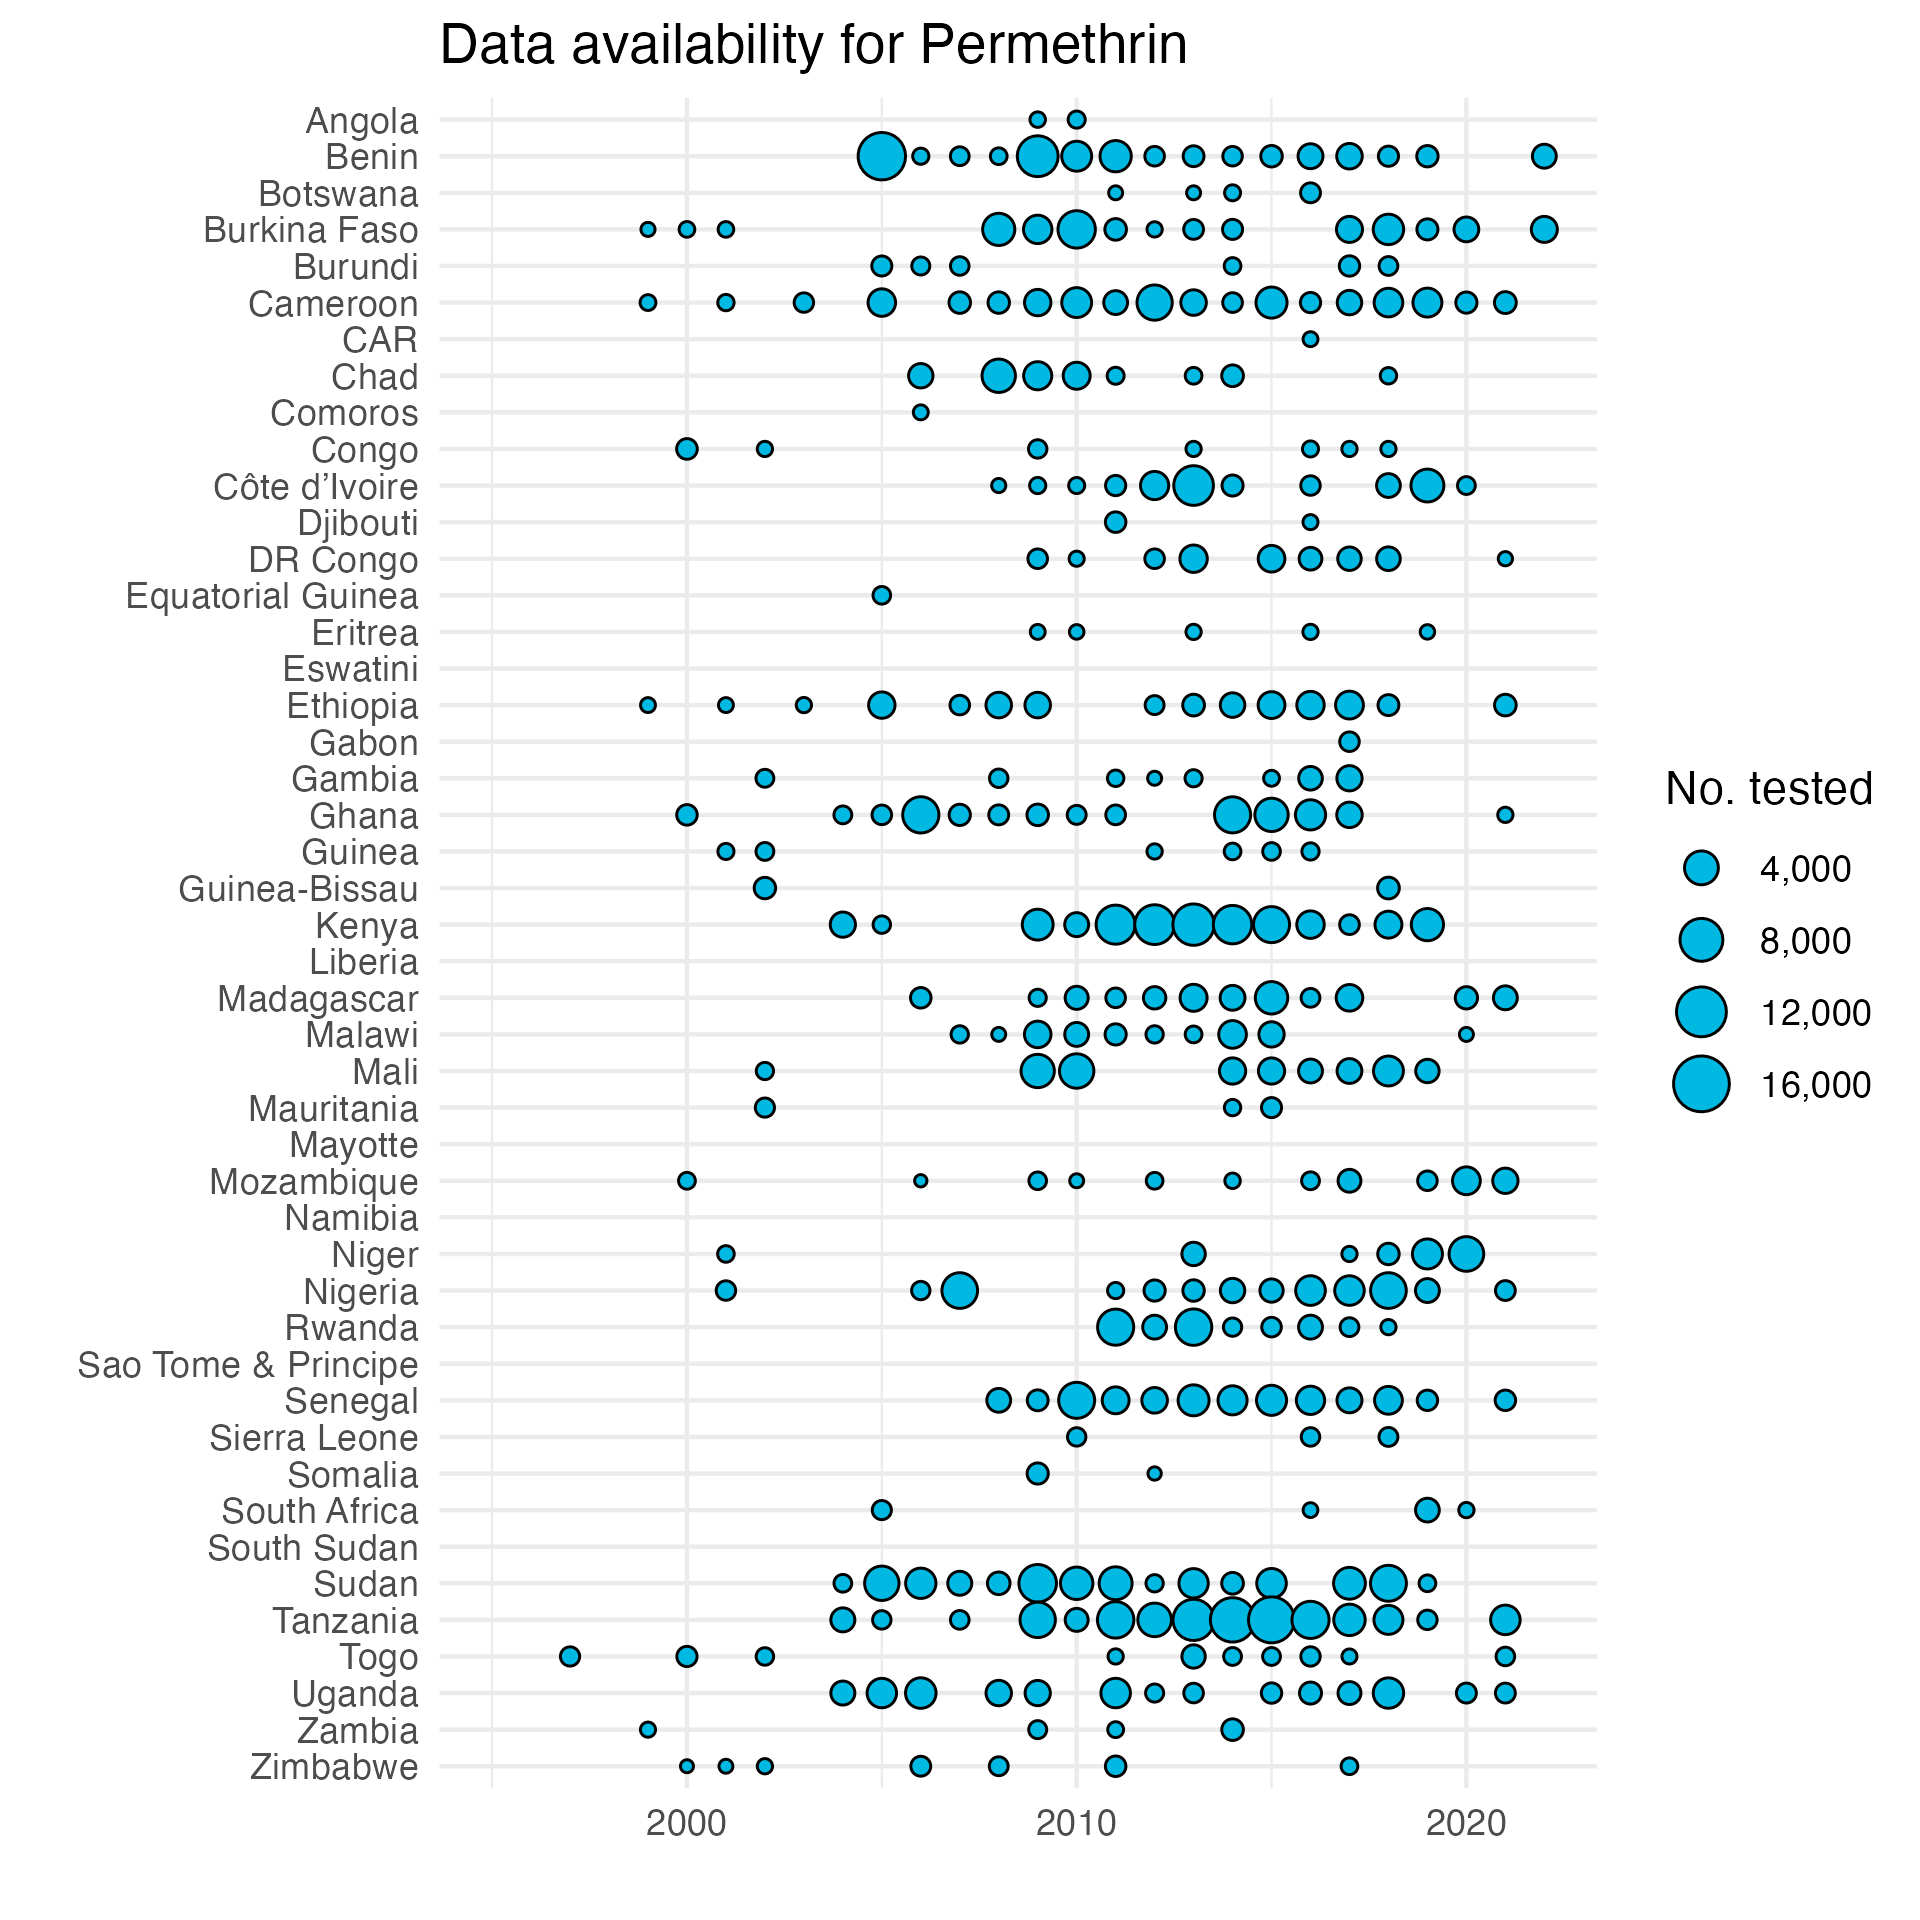 Data availability for Permethrin
Angola
Benin
Botswana
Burkina Faso
Burundi
Cameroon
CAR
Chad
Comoros
Congo
Côte d’Ivoire
Djibouti
DR Congo
Equatorial Guinea
Eritrea
Eswatini
Ethiopia
Gabon
Gambia
Ghana
Guinea
Guinea-Bissau
Kenya
Liberia
Madagascar
Malawi
Mali
Mauritania
Mayotte
Mozambique
Namibia
Niger
Nigeria
Rwanda
Sao Tome & Principe
Senegal
Sierra Leone
Somalia
South Africa
South Sudan
Sudan
Tanzania
Togo
Uganda
Zambia
Zimbabwe
2000
2010
2020
No. tested
4,000
8,000
12,000
16,000